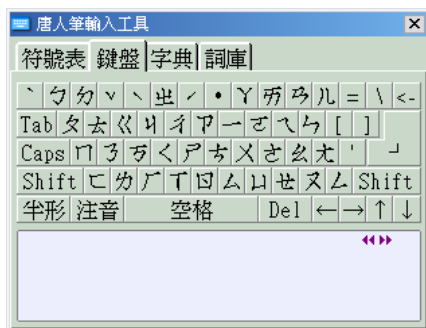 唐人筆輸入工具
符號表 鍵盤 字典 詞庫
` ㄅ ㄉ ˇ ˋ ㄓ ˊ ˙ ㄚ ㄞ ㄢ ㄦ = \ <-
Tab ㄆ ㄊ ㄍ ㄐ ㄔ ㄗ ㄧ ㄛ ㄟ ㄣ [ ]
Caps ㄇ ㄋ ㄎ ㄑ ㄕ ㄘ ㄨ ㄜ ㄠ ㄤ ' ┘
Shift ㄈ ㄌ ㄏ ㄒ ㄖ ㄙ ㄩ ㄝ ㄡ ㄥ Shift
半形 注音 空格 Del ← → ↑ ↓